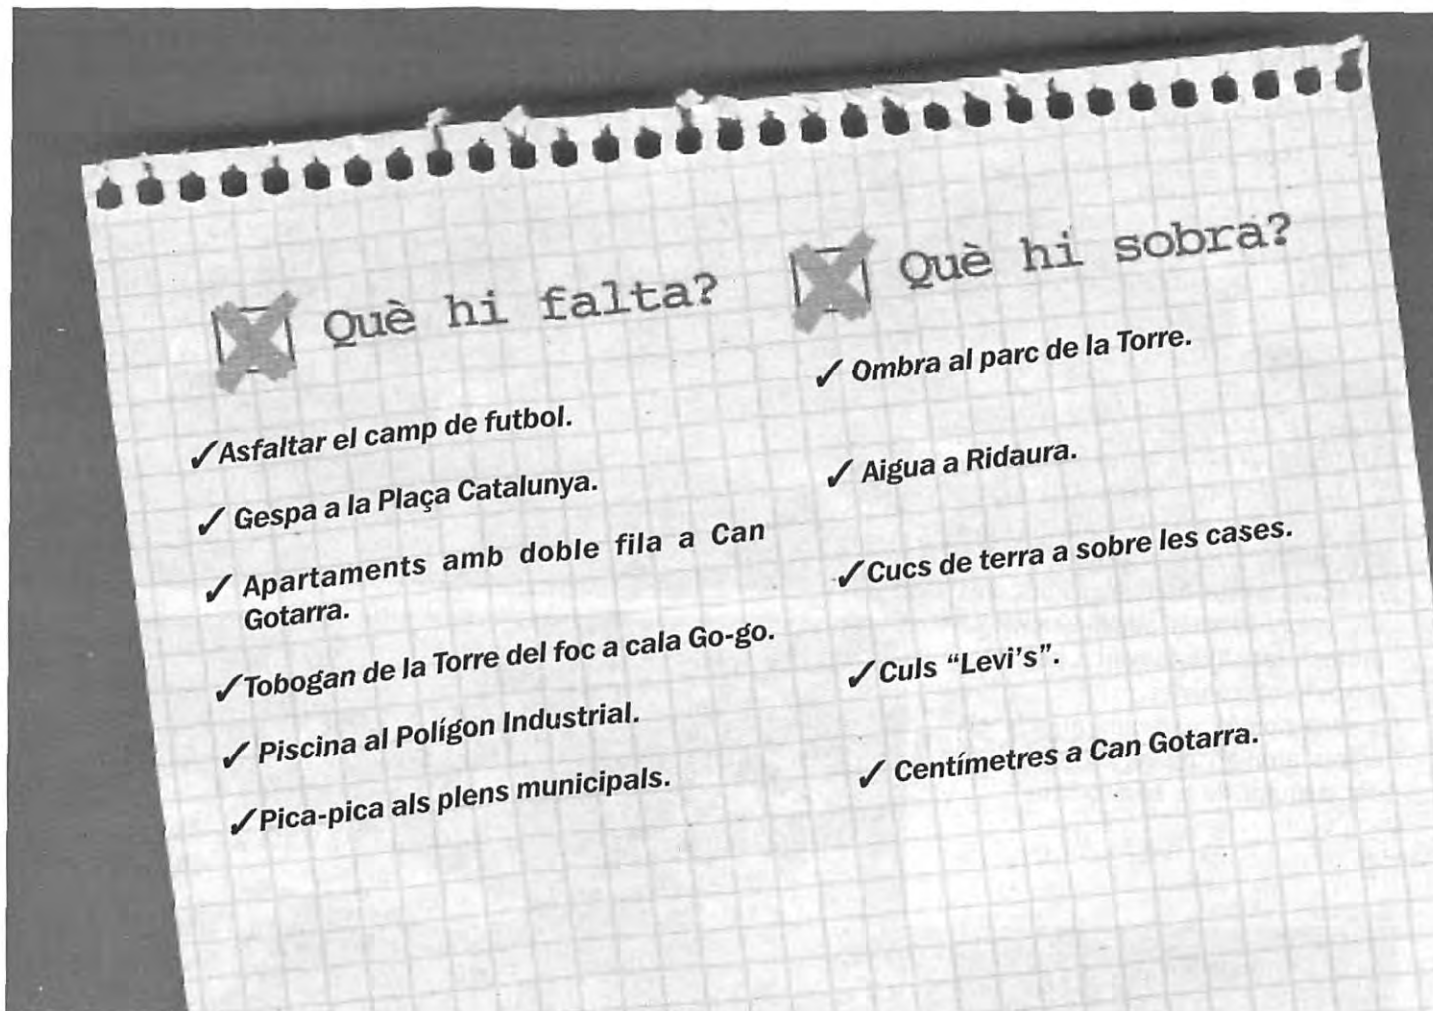 Què hi falta?
✓ Asfaltar el camp de futbol.
✓ Gespa a la Plaça Catalunya.
✓ Apartaments amb doble fila a Can
Gotarra.
✓ Tobogan de la Torre del foc a cala Go-go.
✓ Piscina al Polígon Industrial.
✓ Pica-pica als plens municipals.
Què hi sobra?
✓ Ombra al parc de la Torre.
✓ Aigua a Ridaura.
✓ Cucs de terra a sobre les cases.
✓ Culs “Levi’s”.
✓ Centímetres a Can Gotarra.